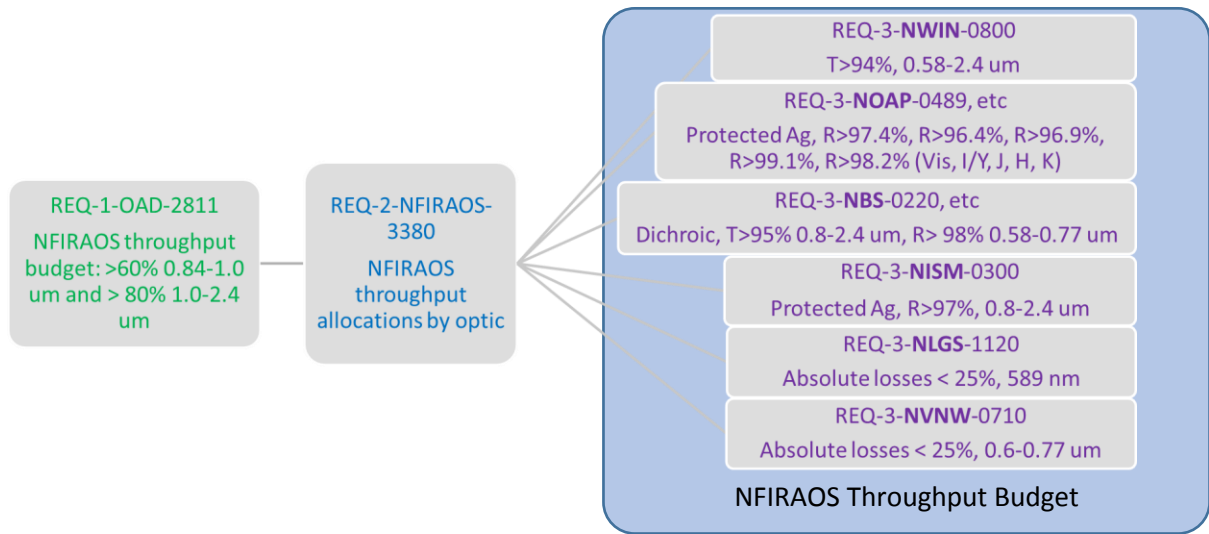 REQ-1-OAD-2811
NFIRAOS throughput
budget: >60% 0.84-1.0
um and > 80% 1.0-2.4
um
REQ-2-NFIRAOS-
3380
NFIRAOS
throughput
allocations by optic
REQ-3-NWIN-0800
T>94%, 0.58-2.4 um
REQ-3-NOAP-0489, etc
Protected Ag, R>97.4%, R>96.4%, R>96.9%,
R>99.1%, R>98.2% (Vis, I/Y, J, H, K)
REQ-3-NBS-0220, etc
Dichroic, T>95% 0.8-2.4 um, R> 98% 0.58-0.77 um
REQ-3-NISM-0300
Protected Ag, R>97%, 0.8-2.4 um
REQ-3-NLGS-1120
Absolute losses < 25%, 589 nm
REQ-3-NVNW-0710
Absolute losses < 25%, 0.6-0.77 um
NFIRAOS Throughput Budget